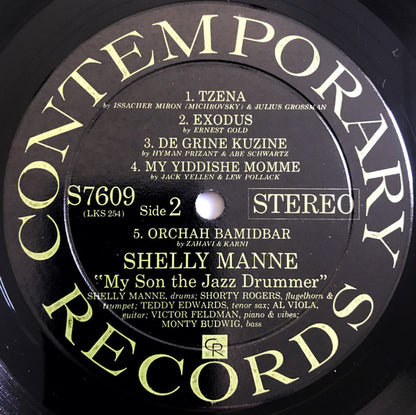 CONTEMPORARY
1. TZENA
by ISSACHER MIRON (MICHROVSKY) & JULIUS GROSSMAN
2. EXODUS
by ERNEST GOLD
3. DE GRINE KUZINE
by HYMAN PRIZANT & ABE SCHWARTZ
4. MY YIDDISHE MOMME
by JACK YELLEN & LEW POLLACK
S7609
(LKS 254)
Side 2
STEREO
5. ORCHAH BAMIDBAR
by ZAHAVI & KARNI
SHELLY MANNE
"My Son the Jazz Drummer"
SHELLY MANNE, drums; SHORTY ROGERS, flugelhorn &
trumpet; TEDDY EDWARDS, tenor sax; AL VIOLA,
guitar; VICTOR FELDMAN, piano & vibes;
MONTY BUDWIG, bass
CR
RECORDS